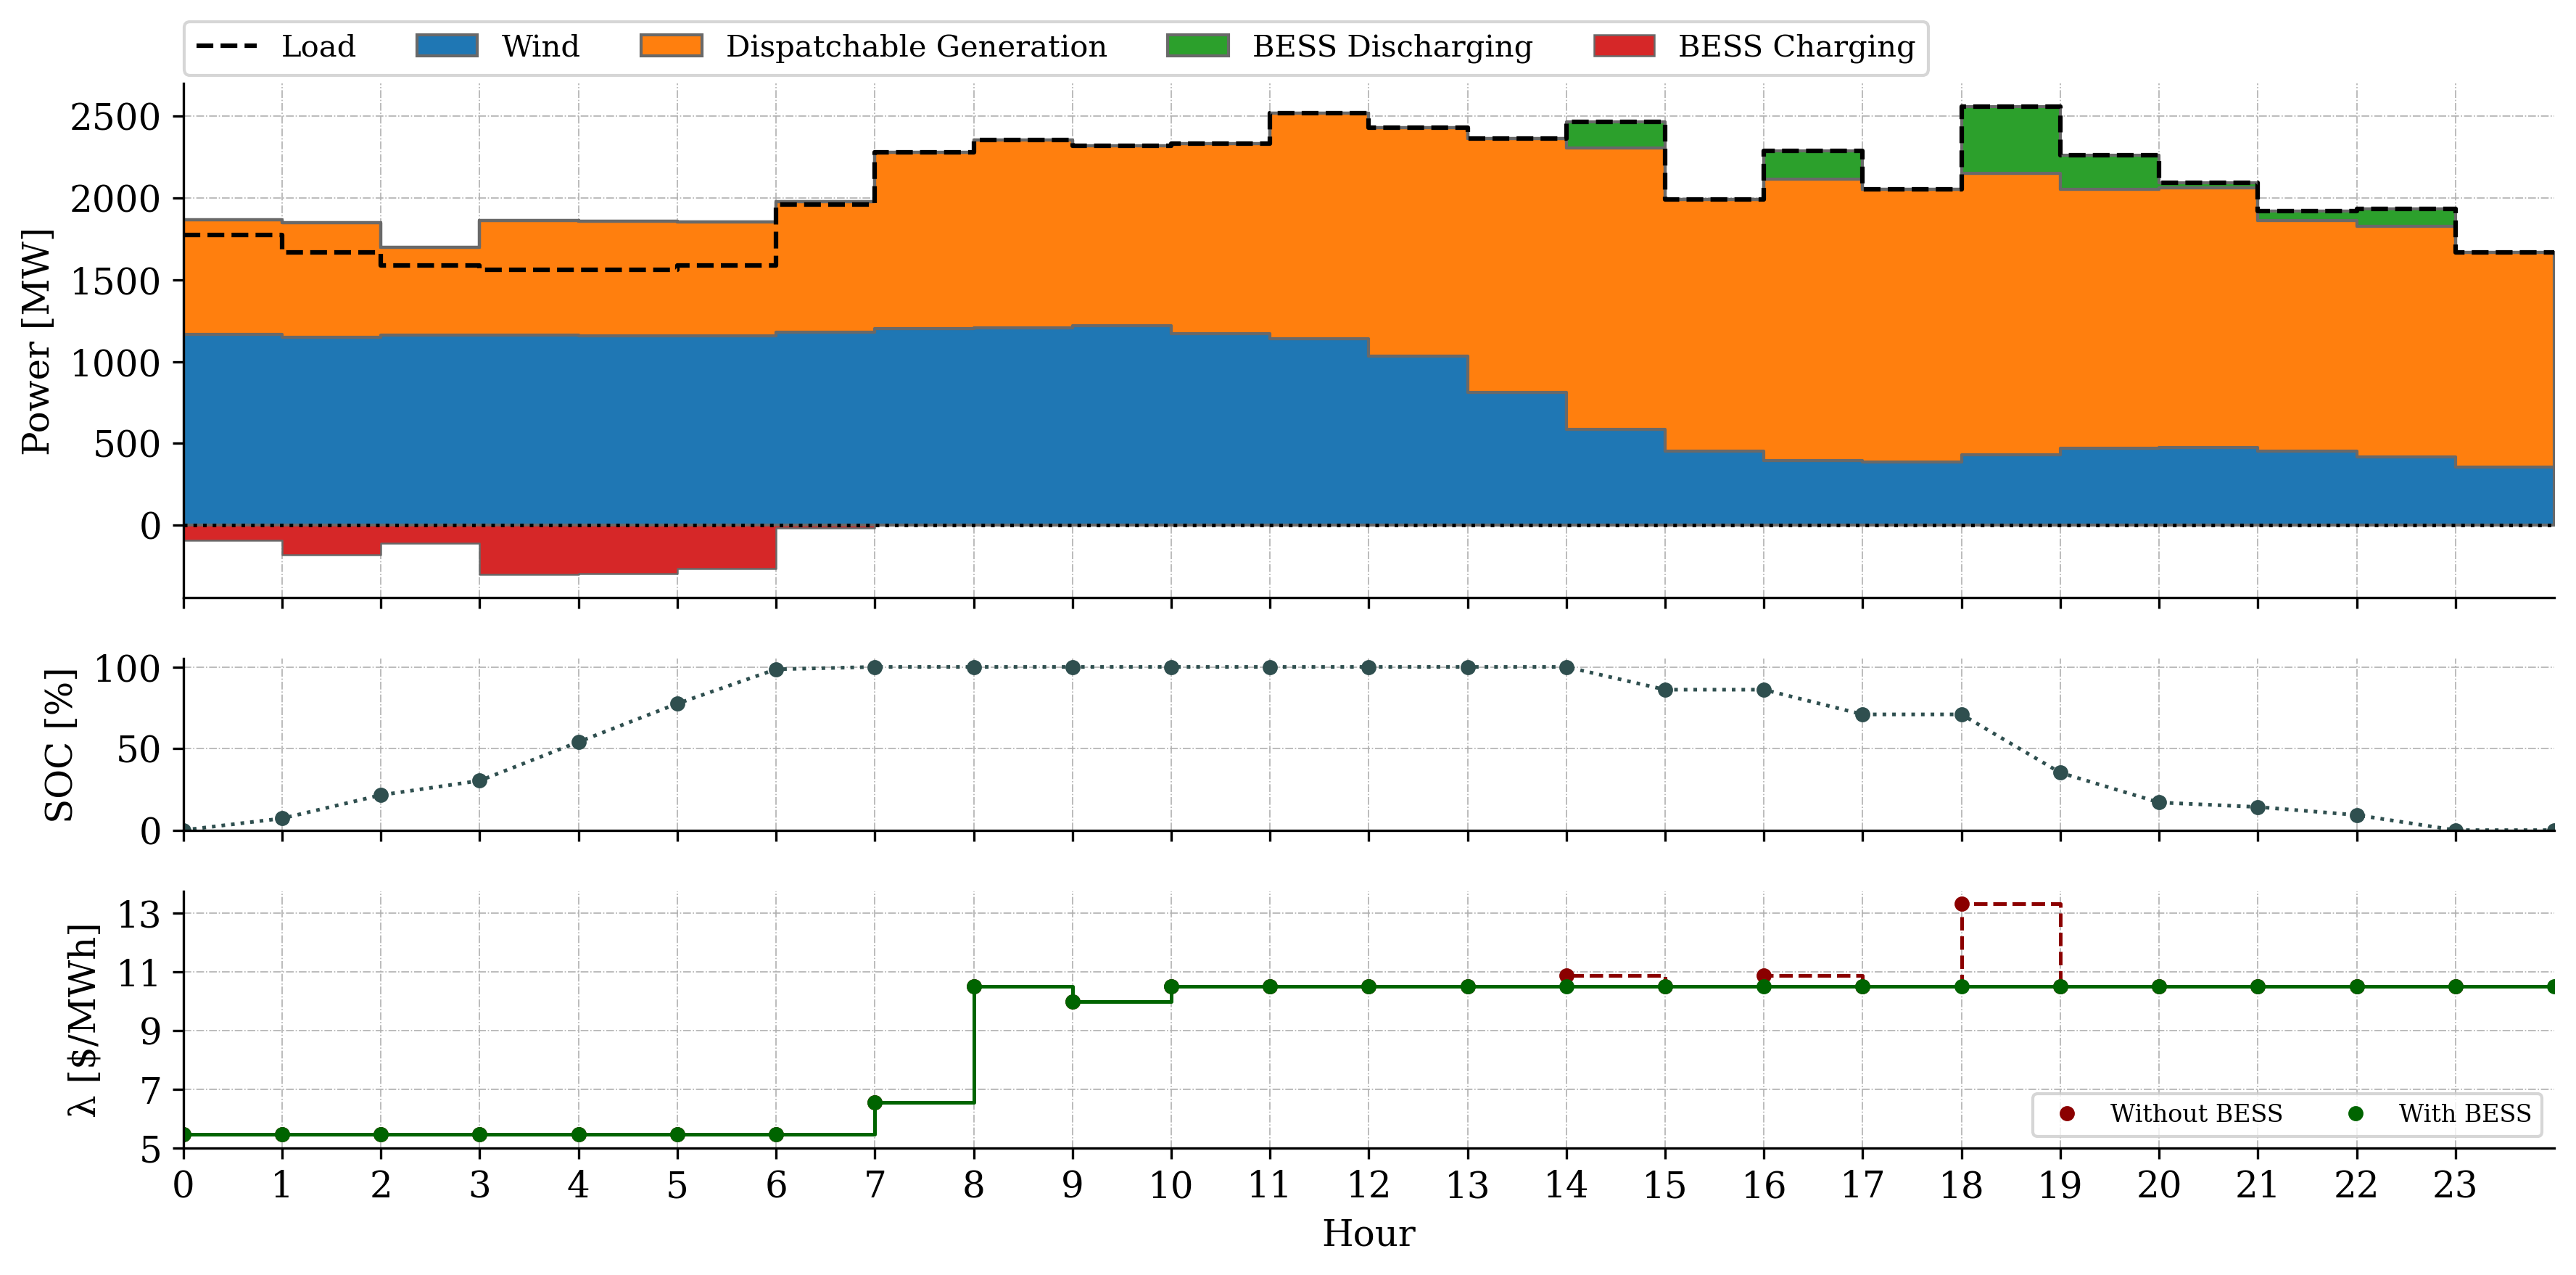 Load Wind Dispatchable Generation BESS Discharging BESS Charging
Power [MW]
2500
2000
1500
1000
500
0
SOC [%]
100
50
0
λ [$/MWh]
13
11
9
7
5
Without BESS With BESS
0 1 2 3 4 5 6 7 8 9 10 11 12 13 14 15 16 17 18 19 20 21 22 23
Hour